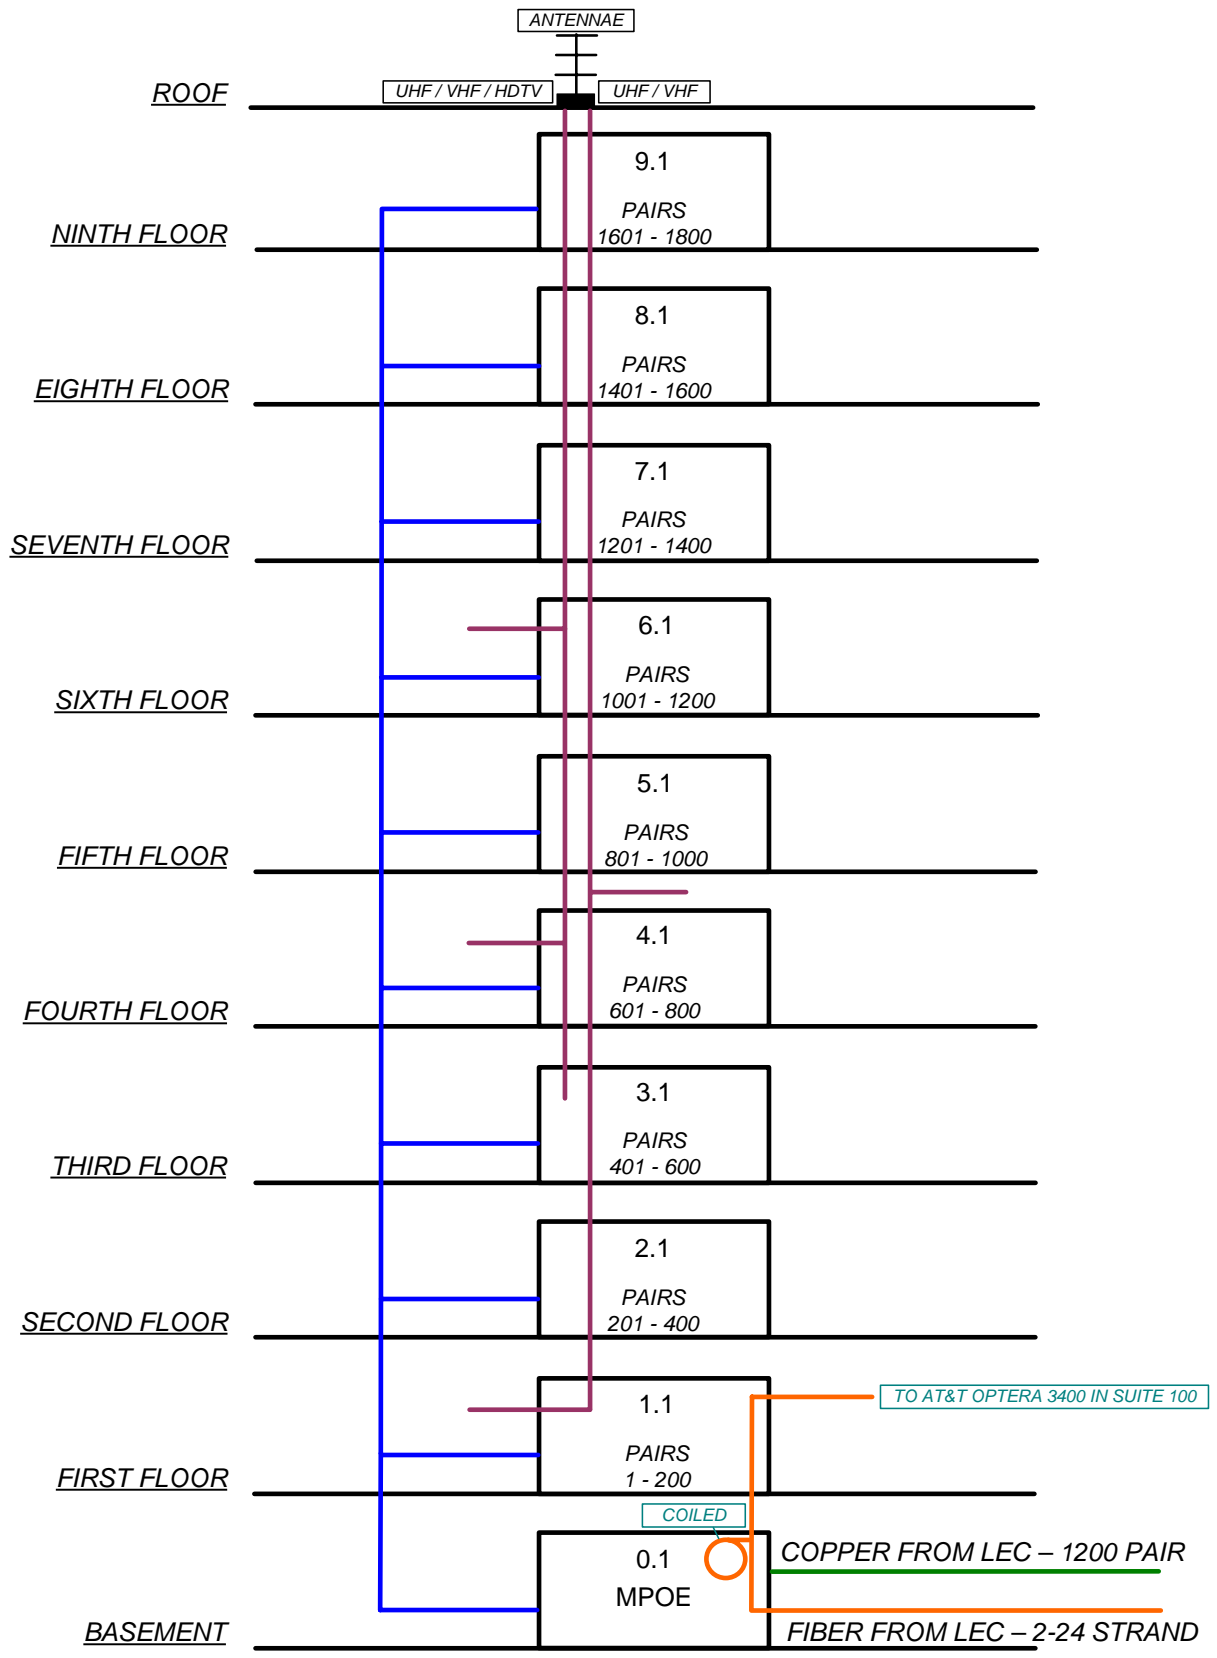 ANTENNAE
ROOF
UHF / VHF / HDTV
UHF / VHF
9.1
PAIRS
1601 - 1800
NINTH FLOOR
8.1
PAIRS
1401 - 1600
EIGHTH FLOOR
7.1
PAIRS
1201 - 1400
SEVENTH FLOOR
6.1
PAIRS
1001 - 1200
SIXTH FLOOR
5.1
PAIRS
801 - 1000
FIFTH FLOOR
4.1
PAIRS
601 - 800
FOURTH FLOOR
3.1
PAIRS
401 - 600
THIRD FLOOR
2.1
PAIRS
201 - 400
SECOND FLOOR
TO AT&T OPTERA 3400 IN SUITE 100
1.1
PAIRS
1 - 200
FIRST FLOOR
COILED
0.1
MPOE
COPPER FROM LEC – 1200 PAIR
BASEMENT
FIBER FROM LEC – 2-24 STRAND